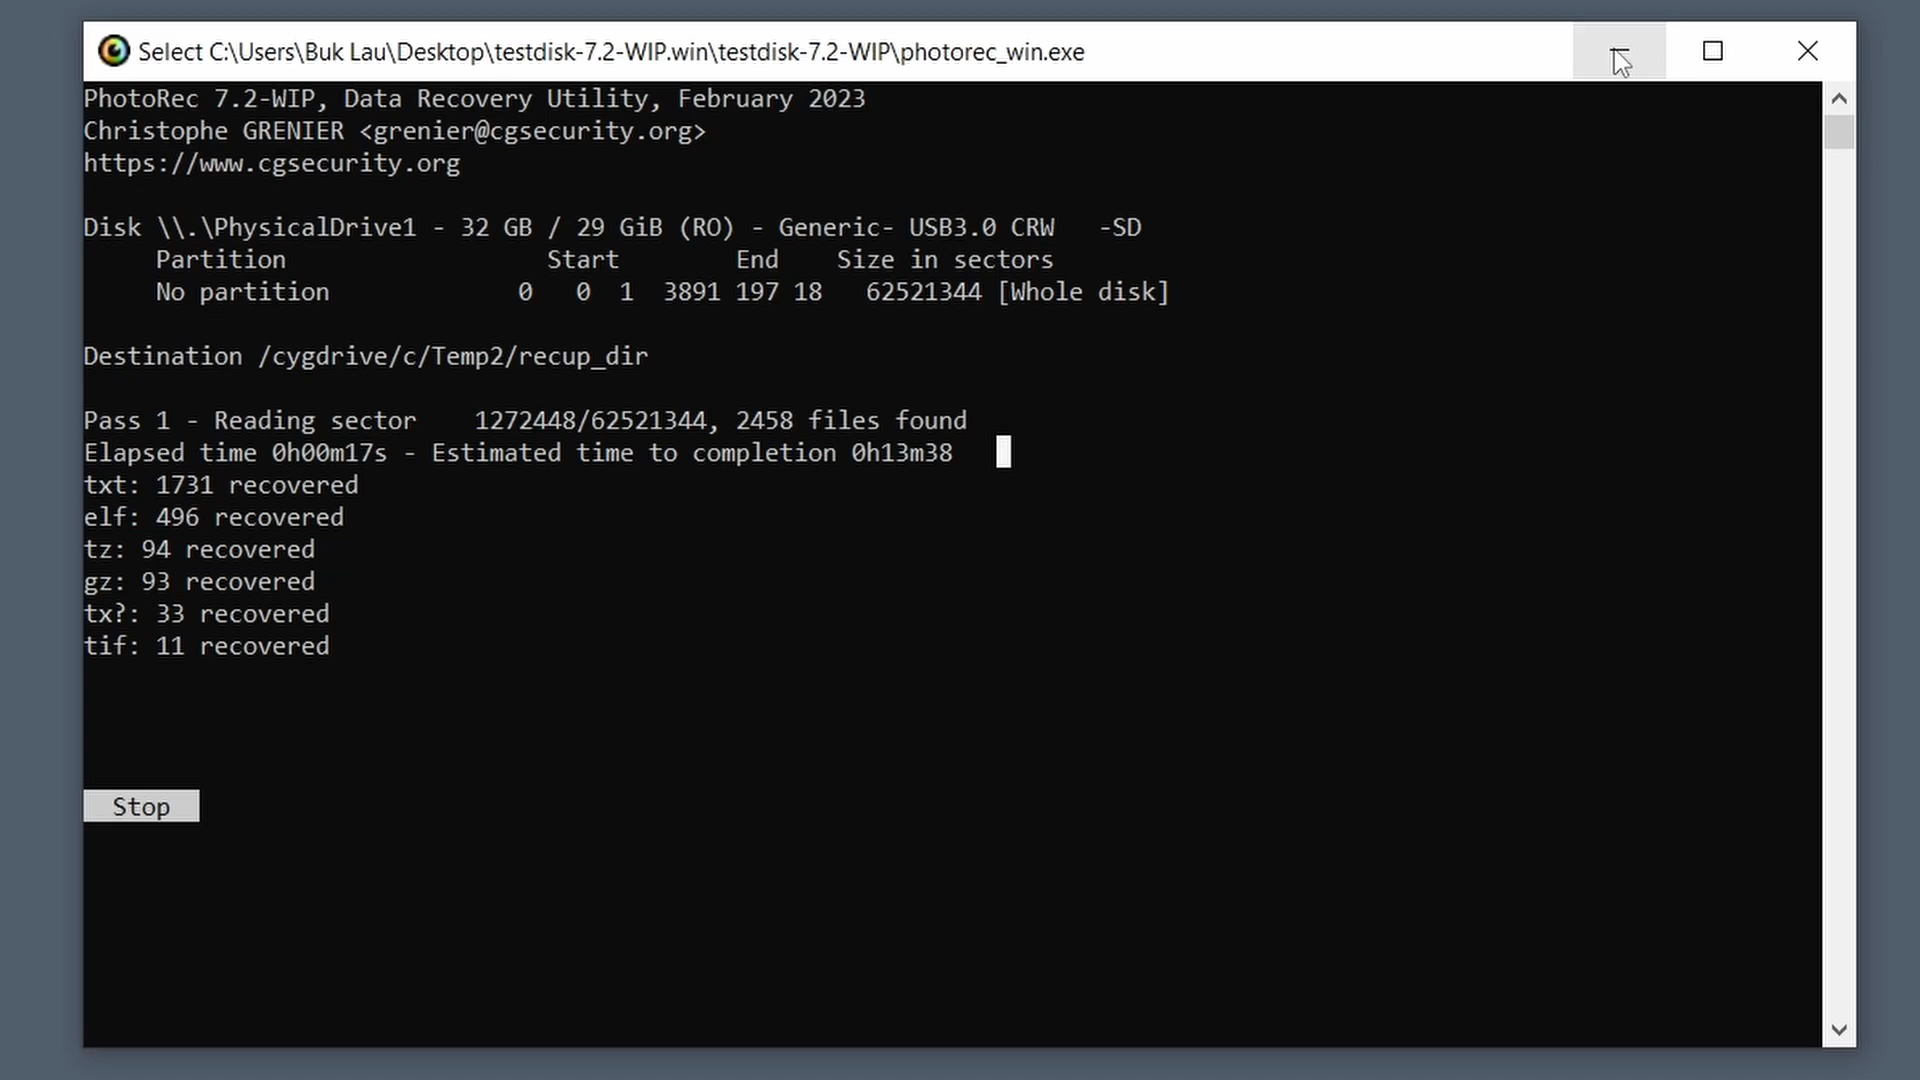 Select C:\Users\Buk Lau\Desktop\testdisk-7.2-WIP.win\testdisk-7.2-WIP\photorec_win.exe
PhotoRec 7.2-WIP, Data Recovery Utility, February 2023
Christophe GRENIER <grenier@cgsecurity.org>
https://www.cgsecurity.org
Disk \\.\PhysicalDrive1 - 32 GB / 29 GiB (RO) - Generic- USB3.0 CRW   -SD
     Partition                  Start        End    Size in sectors
     No partition             0   0  1  3891 197 18   62521344 [Whole disk]
Destination /cygdrive/c/Temp2/recup_dir
Pass 1 - Reading sector    1272448/62521344, 2458 files found
Elapsed time 0h00m17s - Estimated time to completion 0h13m38
txt: 1731 recovered
elf: 496 recovered
tz: 94 recovered
gz: 93 recovered
tx?: 33 recovered
tif: 11 recovered
Stop